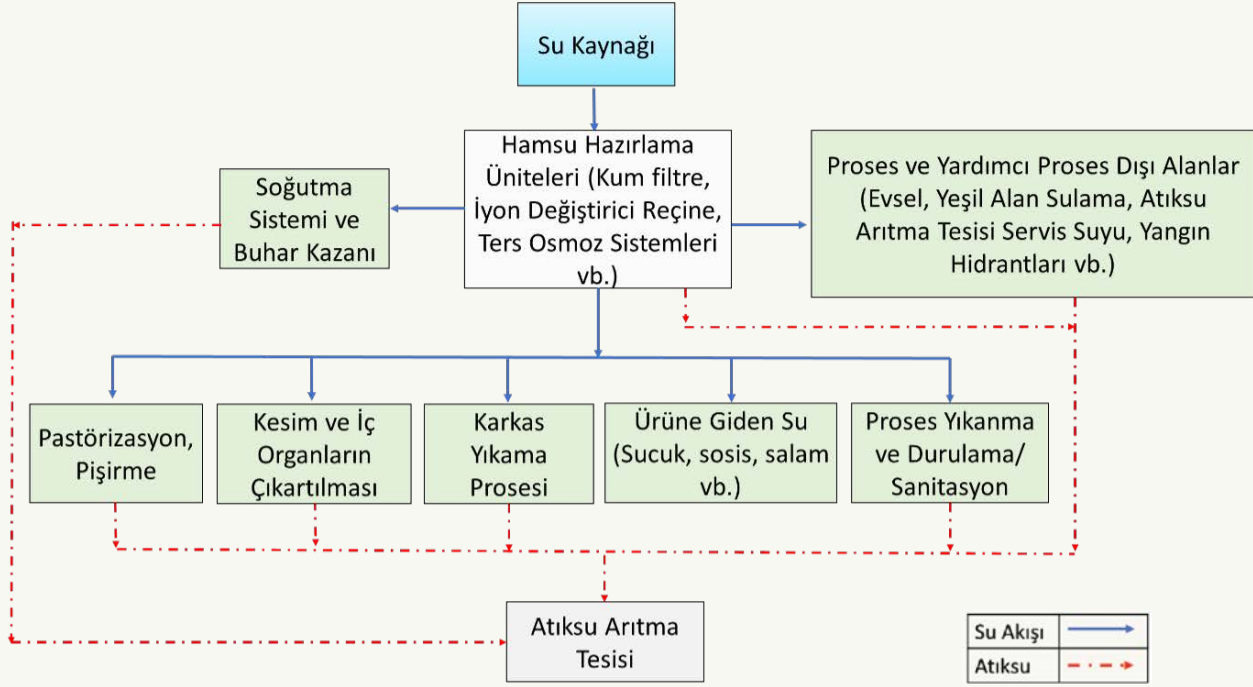 Su Kaynağı
Hamsu Hazırlama
Üniteleri (Kum filtre,
İyon Değiştirici Reçine,
Ters Osmoz Sistemleri
vb.)
Soğutma
Sistemi ve
Buhar Kazanı
Proses ve Yardımcı Proses Dışı Alanlar
(Evsel, Yeşil Alan Sulama, Atıksu
Arıtma Tesisi Servis Suyu, Yangın
Hidrantları vb.)
Pastörizasyon,
Pişirme
Kesim ve İç
Organların
Çıkartılması
Karkas
Yıkama
Prosesi
Ürüne Giden Su
(Sucuk, sosis, salam
vb.)
Proses Yıkanma
ve Durulama/
Sanitasyon
Atıksu Arıtma
Tesisi
Su Akışı
Atıksu